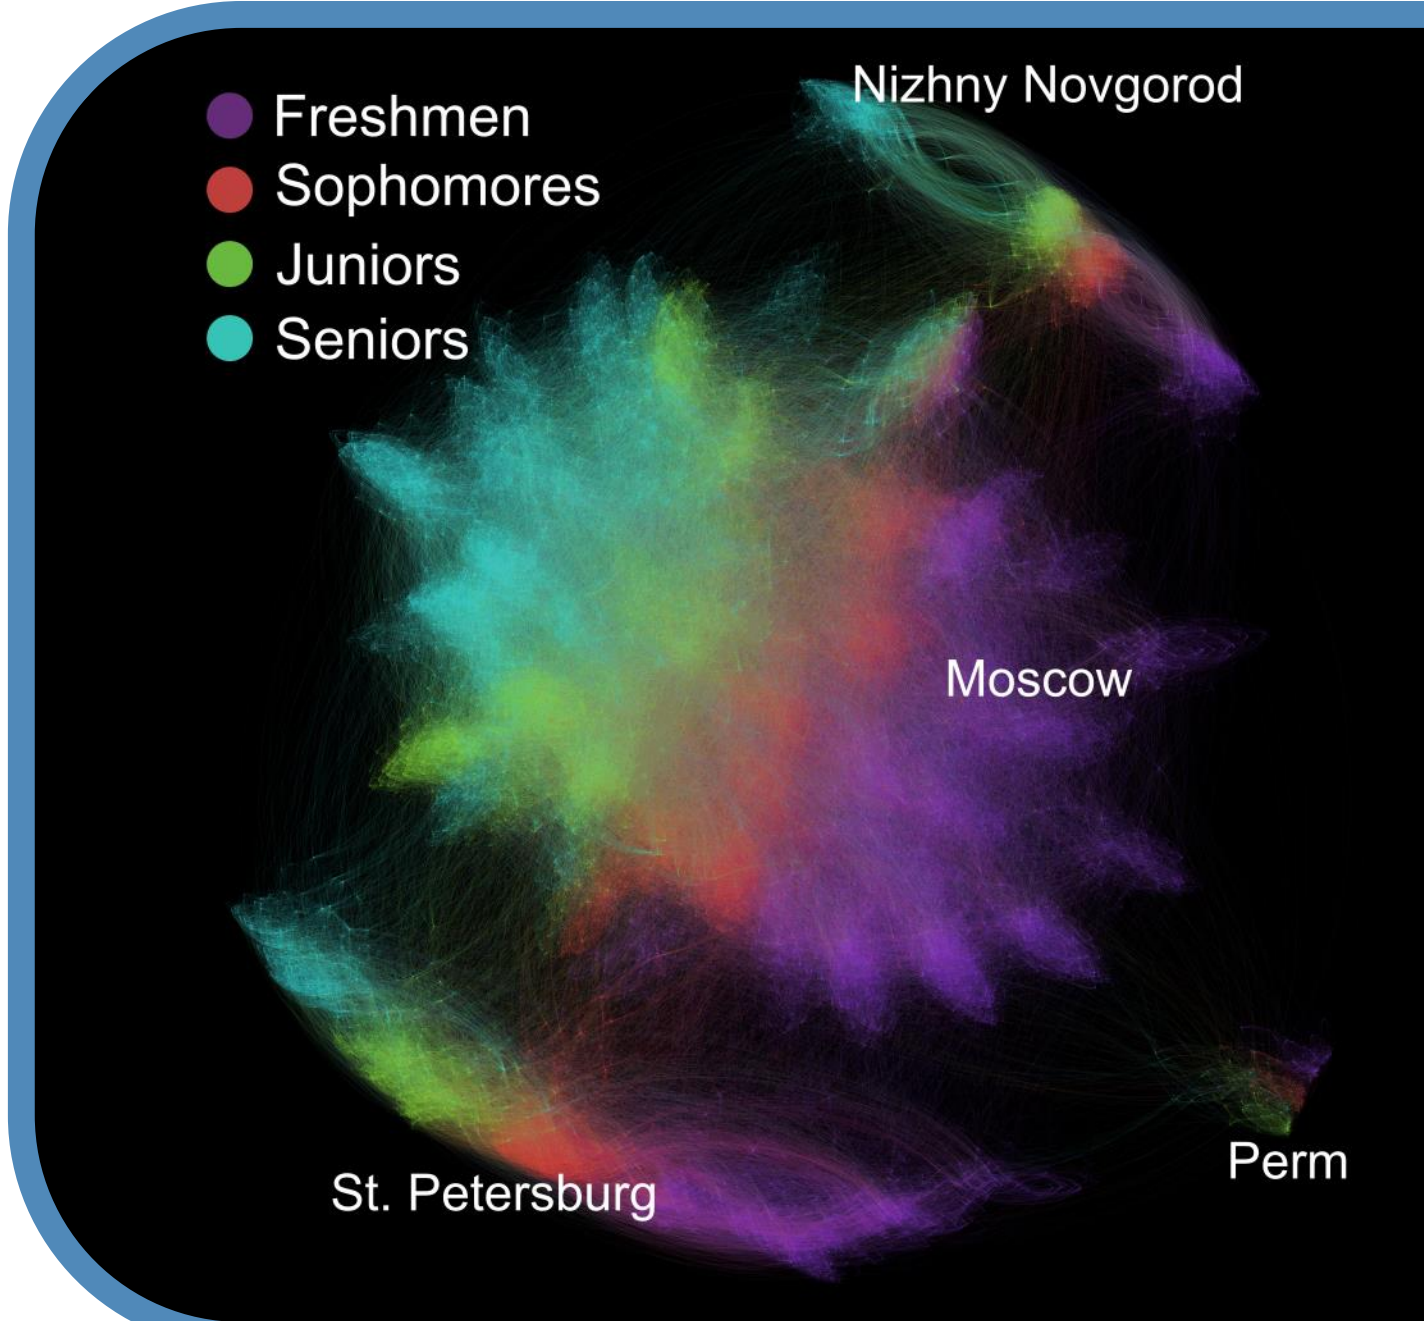 Nizhny Novgorod
Freshmen
Sophomores
Juniors
Seniors
Moscow
Perm
St. Petersburg